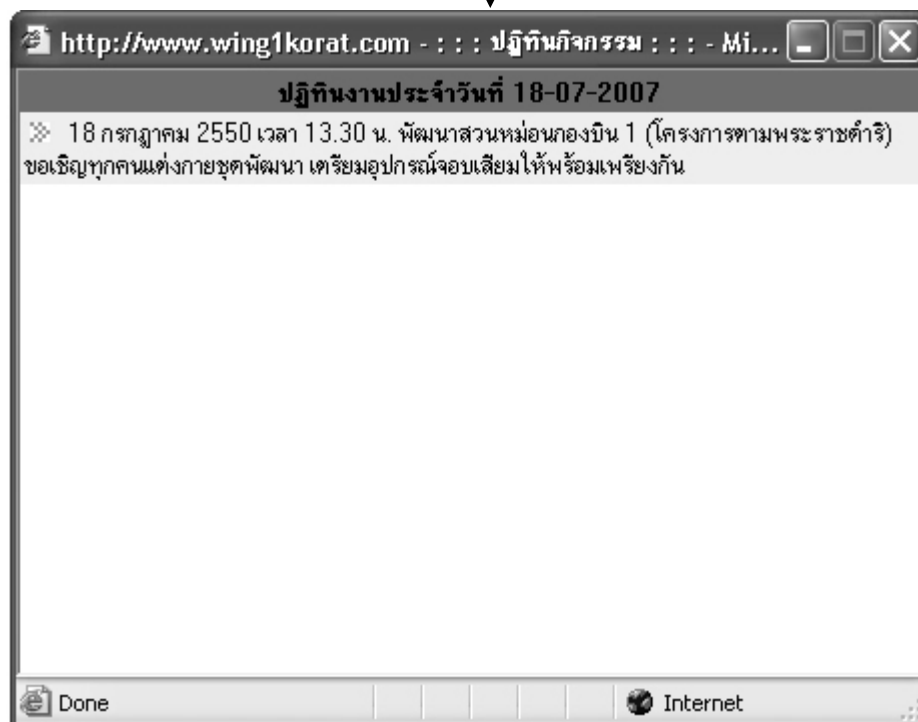 http://www.wing1korat.com - : : : ปฏิทินกิจกรรม : : : - Mi...
ปฏิทินงานประจำวันที่ 18-07-2007
18 กรกฎาคม 2550 เวลา 13.30 น. พัฒนาสวนหม่อนกองบิน 1 (โครงการตามพระราชดำริ)
ขอเชิญทุกคนแต่งกายชุดพัฒนา เตรียมอุปกรณ์จอบเสียมให้พร้อมเพรียงกัน
Done Internet